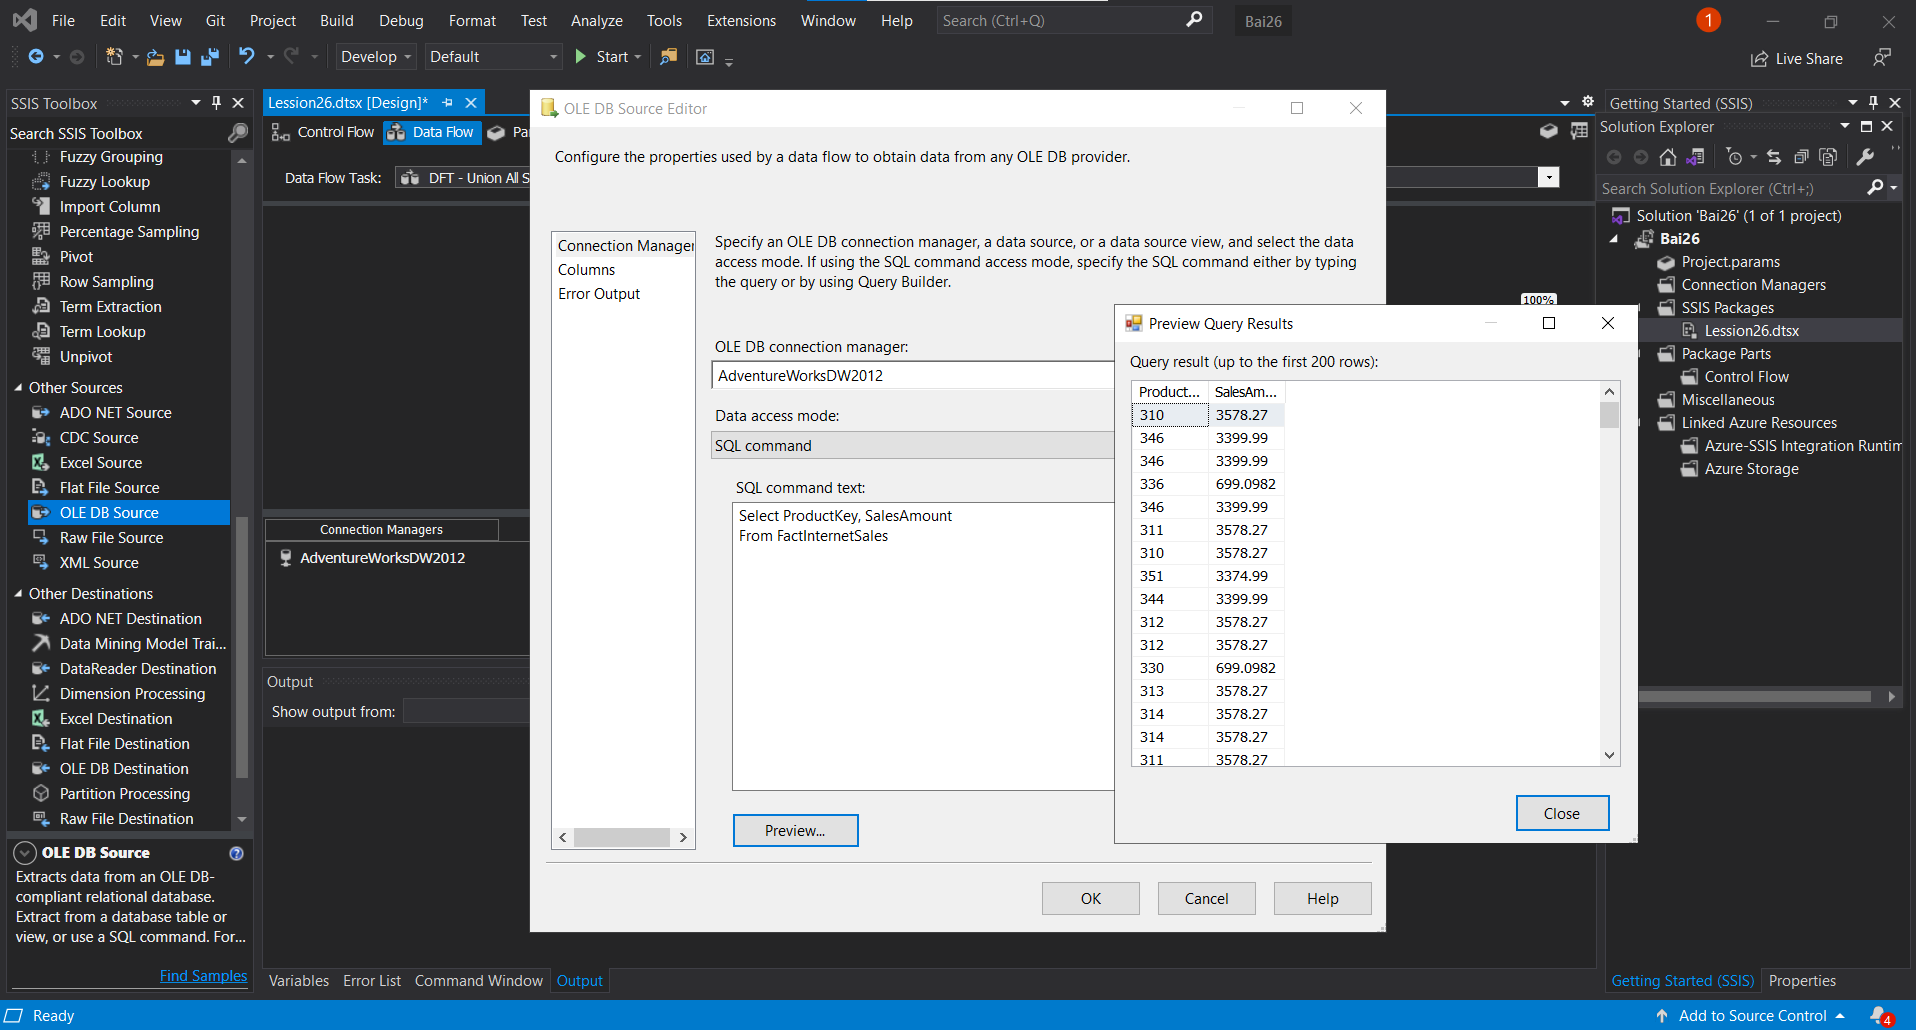 File Edit View Git Project Build Debug Format Test Analyze Tools Extensions Window Help Search (Ctrl+Q) Bai26 1
Develop Default Start Live Share
SSIS Toolbox
Search SSIS Toolbox
Fuzzy Grouping
Fuzzy Lookup
Import Column
Percentage Sampling
Pivot
Row Sampling
Term Extraction
Term Lookup
Unpivot
Other Sources
ADO NET Source
CDC Source
Excel Source
Flat File Source
OLE DB Source
Raw File Source
XML Source
Other Destinations
ADO NET Destination
Data Mining Model Trai...
DataReader Destination
Dimension Processing
Excel Destination
Flat File Destination
OLE DB Destination
Partition Processing
Raw File Destination
OLE DB Source
Extracts data from an OLE DB-
compliant relational database.
Extract from a database table or
view, or use a SQL command. For...
Find Samples
Lession26.dtsx [Design]*
Control Flow Data Flow Pa
Data Flow Task: DFT - Union All S
100%
Connection Managers
AdventureWorksDW2012
Output
Show output from:
Variables Error List Command Window Output
OLE DB Source Editor
Configure the properties used by a data flow to obtain data from any OLE DB provider.
Connection Manager
Columns
Error Output
Specify an OLE DB connection manager, a data source, or a data source view, and select the data
access mode. If using the SQL command access mode, specify the SQL command either by typing
the query or by using Query Builder.
OLE DB connection manager:
AdventureWorksDW2012
Data access mode:
SQL command
SQL command text:
Select ProductKey, SalesAmount
From FactInternetSales
Preview...
OK Cancel Help
Preview Query Results
Query result (up to the first 200 rows):
Product... SalesAm...
310 3578.27
346 3399.99
346 3399.99
336 699.0982
346 3399.99
311 3578.27
310 3578.27
351 3374.99
344 3399.99
312 3578.27
312 3578.27
330 699.0982
313 3578.27
314 3578.27
314 3578.27
311 3578.27
Close
Getting Started (SSIS)
Solution Explorer
Search Solution Explorer (Ctrl+;)
Solution 'Bai26' (1 of 1 project)
Bai26
Project.params
Connection Managers
SSIS Packages
Lession26.dtsx
Package Parts
Control Flow
Miscellaneous
Linked Azure Resources
Azure-SSIS Integration Runtim
Azure Storage
Getting Started (SSIS) Properties
Ready Add to Source Control 4